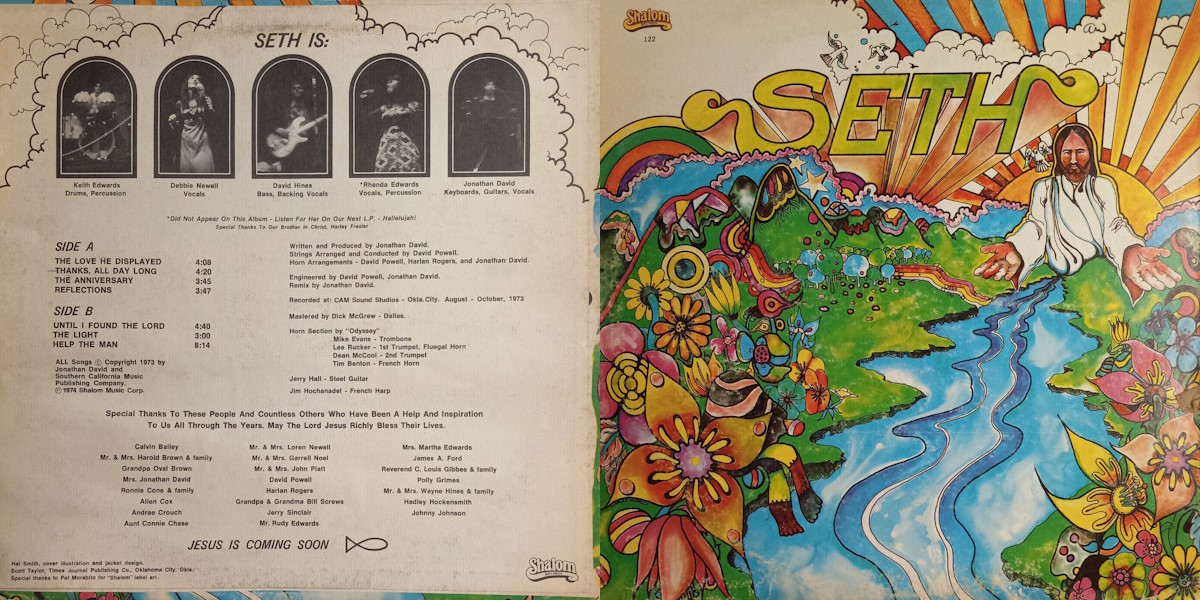 SETH IS:
Keith Edwards
Drums, Percussion
Debbie Newell
Vocals
David Hines
Bass, Backing Vocals
*Rhenda Edwards
Vocals, Percussion
Jonathan David
Keyboards, Guitars, Vocals
*Did Not Appear On This Album - Listen For Her On Our Next L.P. - Hallelujah!
Special Thanks To Our Brother In Christ, Harley Frazier
SIDE A
THE LOVE HE DISPLAYED 4:08
THANKS, ALL DAY LONG 4:20
THE ANNIVERSARY 3:45
REFLECTIONS 3:47
SIDE B
UNTIL I FOUND THE LORD 4:40
THE LIGHT 3:00
HELP THE MAN 8:14
ALL Songs Ⓒ Copyright 1973 by
Jonathan David and
Southern California Music
Publishing Company.
Ⓟ 1974 Shalom Music Corp.
Written and Produced by Jonathan David.
Strings Arranged and Conducted by David Powell.
Horn Arrangements - David Powell, Harlan Rogers, and Jonathan David.
Engineered by David Powell, Jonathan David.
Remix by Jonathan David.
Recorded at: CAM Sound Studios - Okla.City. August - October, 1973
Mastered by Dick McGrew - Dallas.
Horn Section by "Odyssey"
Mike Evans - Trombone
Lee Rucker - 1st Trumpet, Fluegal Horn
Dean McCool - 2nd Trumpet
Tim Benton - French Horn
Jerry Hall - Steel Guitar
Jim Hochanadel - French Harp
Special Thanks To These People And Countless Others Who Have Been A Help And Inspiration
To Us All Through The Years. May The Lord Jesus Richly Bless Their Lives.
Calvin Bailey
Mr. & Mrs. Harold Brown & family
Grandpa Oval Brown
Mrs. Jonathan David
Ronnie Cone & family
Allen Cox
Andrae Crouch
Aunt Connie Chase
Mr. & Mrs. Loren Newell
Mr. & Mrs. Garrell Noel
Mr. & Mrs. John Platt
David Powell
Harlan Rogers
Grandpa & Grandma Bill Screws
Jerry Sinclair
Mr. Rudy Edwards
Mrs. Martha Edwards
James A. Ford
Reverend C. Louis Gibbes & family
Polly Grimes
Mr. & Mrs. Wayne Hines & family
Hadley Hockensmith
Johnny Johnson
JESUS IS COMING SOON
Hal Smith, cover illustration and jacket design.
Scott Taylor, Times Journal Publishing Co., Oklahoma City, Okla.
Special thanks to Pat Morabito for "Shalom" label art.
Shalom
Shalom
122
SETH